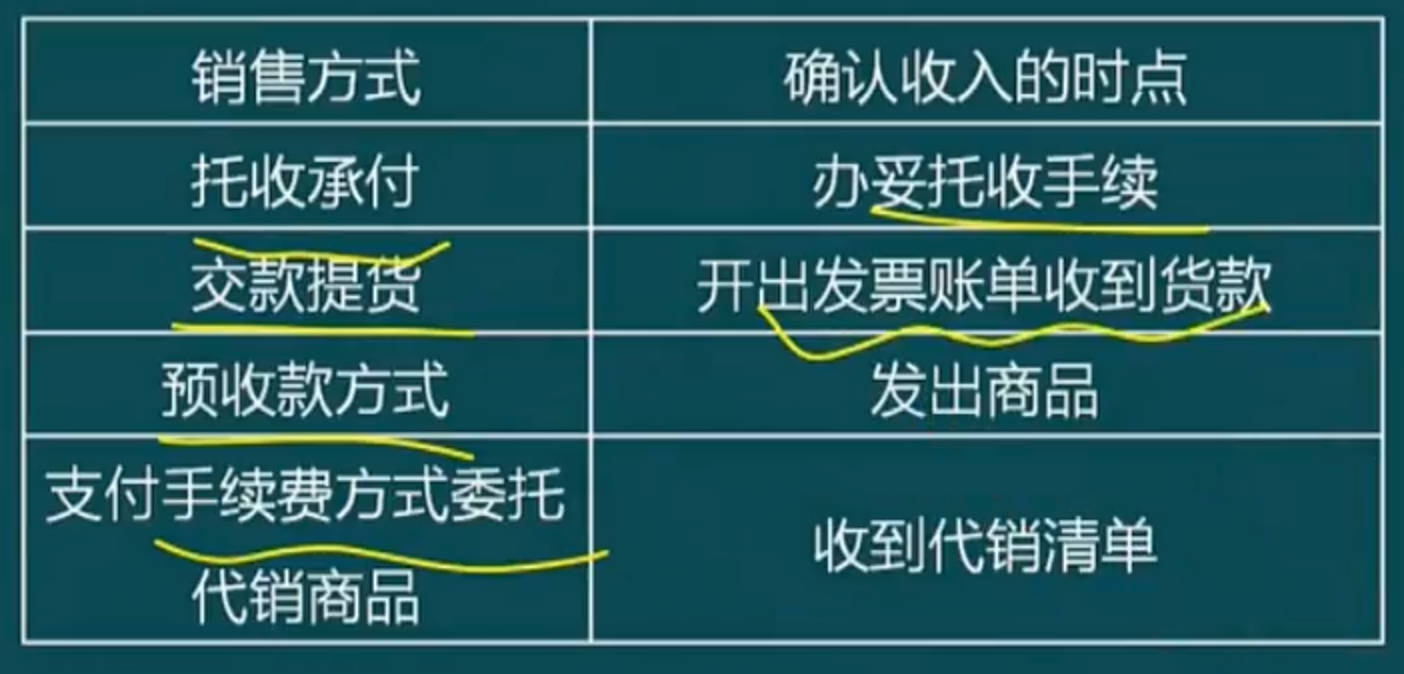 销售方式
确认收入的时点
托收承付
办妥托收手续
交款提货
开出发票账单收到货款
预收款方式
发出商品
支付手续费方式委托
代销商品
收到代销清单